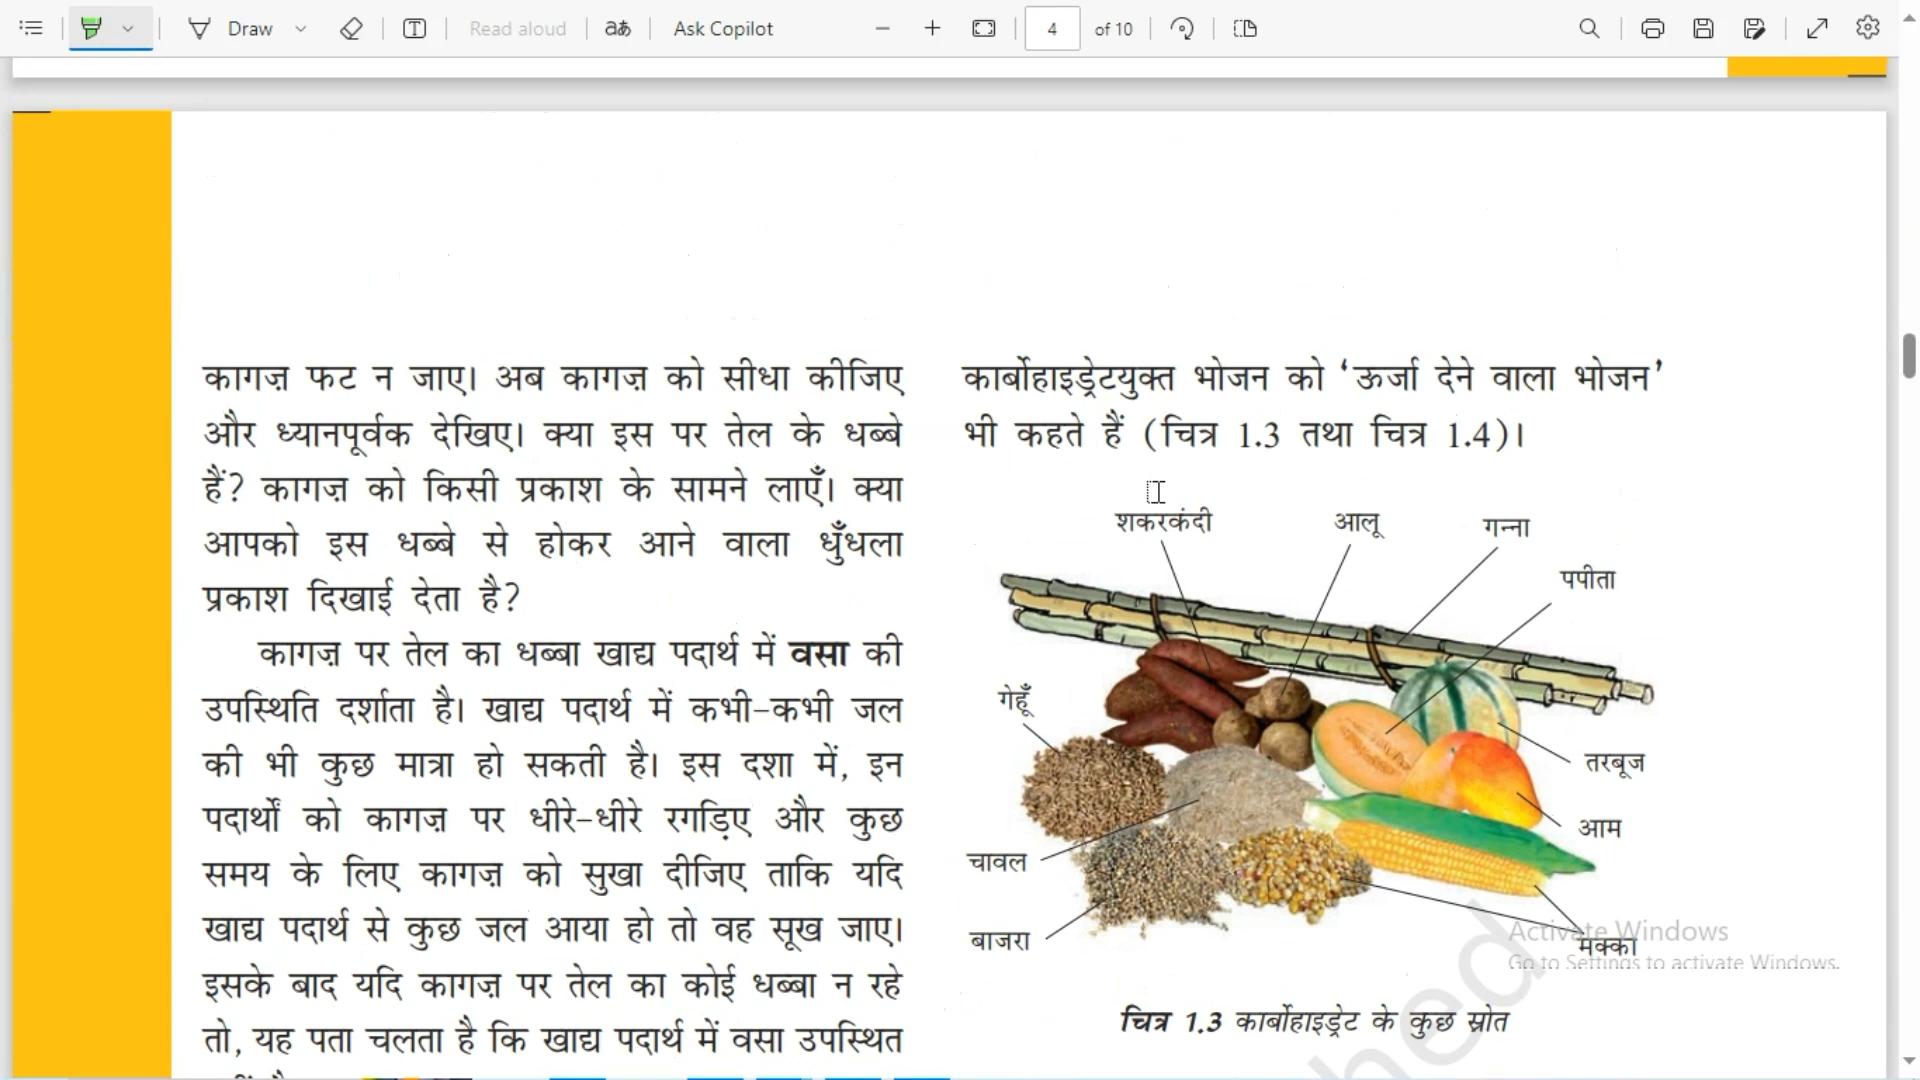 Draw
Read aloud
Ask Copilot
4
of 10
कागज़ फट न जाए। अब कागज़ को सीधा कीजिए
और ध्यानपूर्वक देखिए। क्या इस पर तेल के धब्बे
हैं? कागज़ को किसी प्रकाश के सामने लाएँ। क्या
आपको इस धब्बे से होकर आने वाला धुँधला
प्रकाश दिखाई देता है?
कागज़ पर तेल का धब्बा खाद्य पदार्थ में वसा की
उपस्थिति दर्शाता है। खाद्य पदार्थ में कभी-कभी जल
की भी कुछ मात्रा हो सकती है। इस दशा में, इन
पदार्थों को कागज़ पर धीरे-धीरे रगड़िए और कुछ
समय के लिए कागज़ को सुखा दीजिए ताकि यदि
खाद्य पदार्थ से कुछ जल आया हो तो वह सूख जाए।
इसके बाद यदि कागज़ पर तेल का कोई धब्बा न रहे
तो, यह पता चलता है कि खाद्य पदार्थ में वसा उपस्थित
कार्बोहाइड्रेटयुक्त भोजन को ‘ऊर्जा देने वाला भोजन’
भी कहते हैं (चित्र 1.3 तथा चित्र 1.4)।
शकरकंदी
आलू
गन्ना
पपीता
गेहूँ
तरबूज
आम
चावल
बाजरा
मक्का
Activate Windows
Go to Settings to activate Windows.
चित्र 1.3 कार्बोहाइड्रेट के कुछ स्रोत